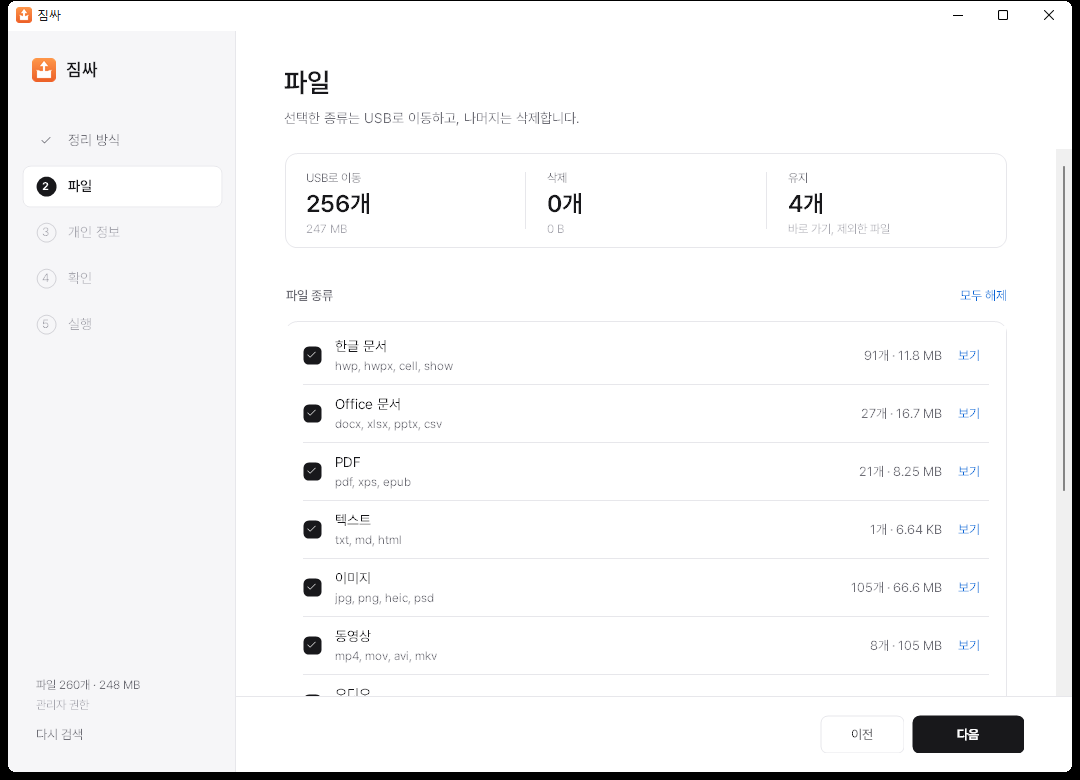 짐싸
짐싸
정리 방식
2 파일
3 개인 정보
4 확인
5 실행
파일 260개 · 248 MB
관리자 권한
다시 검색
파일
선택한 종류는 USB로 이동하고, 나머지는 삭제합니다.
USB로 이동
256개
247 MB
삭제
0개
0 B
유지
4개
바로 가기, 제외한 파일
파일 종류 모두 해제
한글 문서
hwp, hwpx, cell, show
91개 · 11.8 MB 보기
Office 문서
docx, xlsx, pptx, csv
27개 · 16.7 MB 보기
PDF
pdf, xps, epub
21개 · 8.25 MB 보기
텍스트
txt, md, html
1개 · 6.64 KB 보기
이미지
jpg, png, heic, psd
105개 · 66.6 MB 보기
동영상
mp4, mov, avi, mkv
8개 · 105 MB 보기
이전 다음